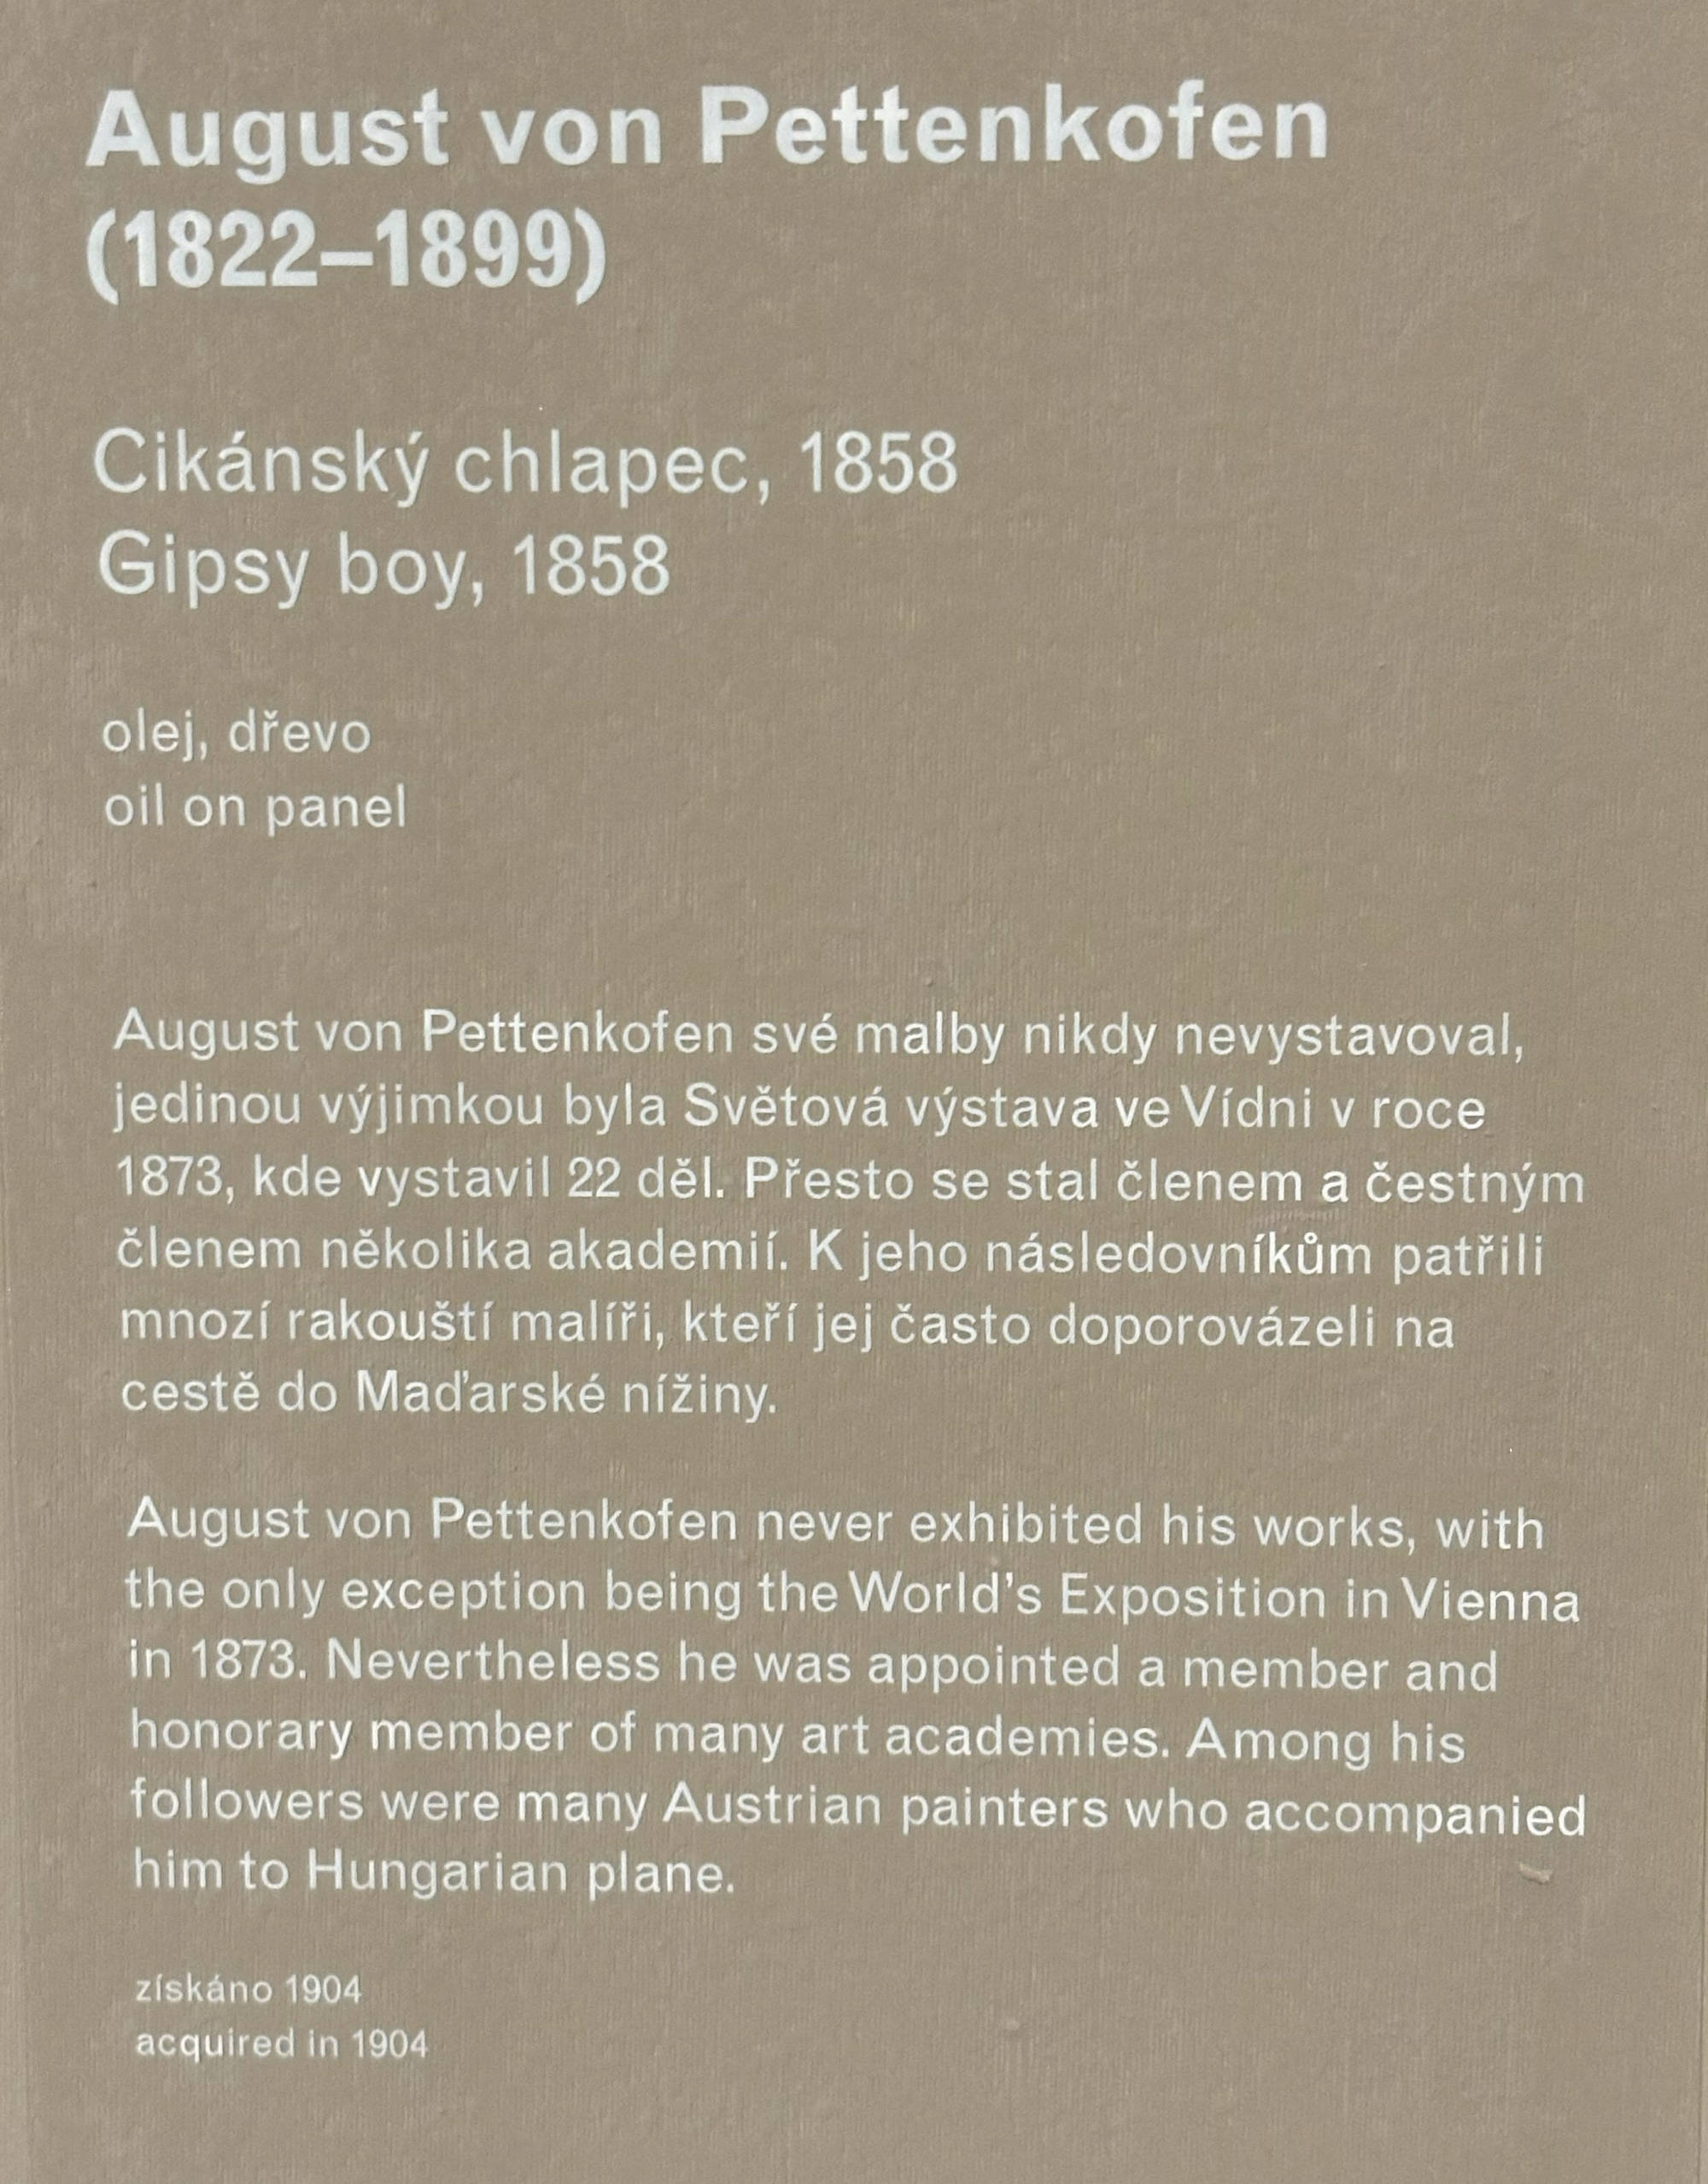 August von Pettenkofen
(1822–1899)
Cikánský chlapec, 1858
Gipsy boy, 1858
olej, dřevo
oil on panel
August von Pettenkofen své malby nikdy nevystavoval,
jedinou výjimkou byla Světová výstava ve Vídni v roce
1873, kde vystavil 22 děl. Přesto se stal členem a čestným
členem několika akademií. K jeho následovníkům patřili
mnozí rakouští malíři, kteří jej často doporovázeli na
cestě do Maďarské nížiny.
August von Pettenkofen never exhibited his works, with
the only exception being the World's Exposition in Vienna
in 1873. Nevertheless he was appointed a member and
honorary member of many art academies. Among his
followers were many Austrian painters who accompanied
him to Hungarian plane.
získáno 1904
acquired in 1904